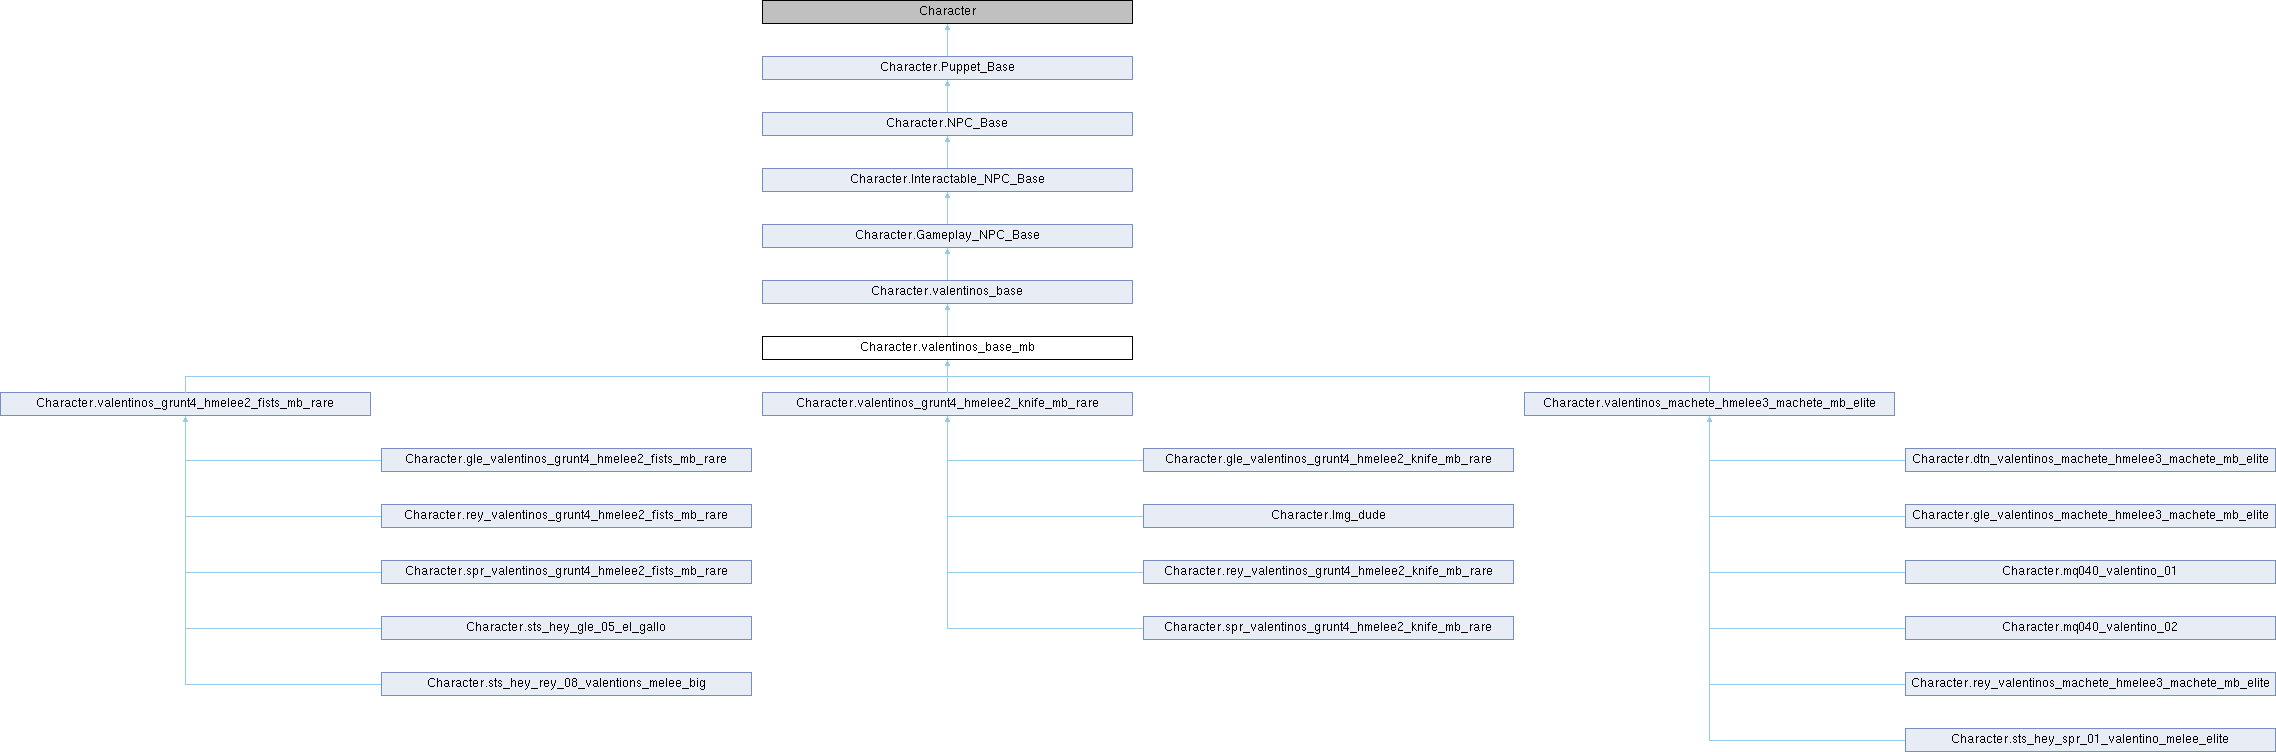 Character
Character.Puppet_Base
Character.NPC_Base
Character.Interactable_NPC_Base
Character.Gameplay_NPC_Base
Character.valentinos_base
Character.valentinos_base_mb
Character.valentinos_grunt4_hmelee2_fists_mb_rare
Character.valentinos_grunt4_hmelee2_knife_mb_rare
Character.valentinos_machete_hmelee3_machete_mb_elite
Character.gle_valentinos_grunt4_hmelee2_fists_mb_rare
Character.gle_valentinos_grunt4_hmelee2_knife_mb_rare
Character.dtn_valentinos_machete_hmelee3_machete_mb_elite
Character.rey_valentinos_grunt4_hmelee2_fists_mb_rare
Character.lmg_dude
Character.gle_valentinos_machete_hmelee3_machete_mb_elite
Character.spr_valentinos_grunt4_hmelee2_fists_mb_rare
Character.rey_valentinos_grunt4_hmelee2_knife_mb_rare
Character.mq040_valentino_01
Character.sts_hey_gle_05_el_gallo
Character.spr_valentinos_grunt4_hmelee2_knife_mb_rare
Character.mq040_valentino_02
Character.sts_hey_rey_08_valentions_melee_big
Character.rey_valentinos_machete_hmelee3_machete_mb_elite
Character.sts_hey_spr_01_valentino_melee_elite